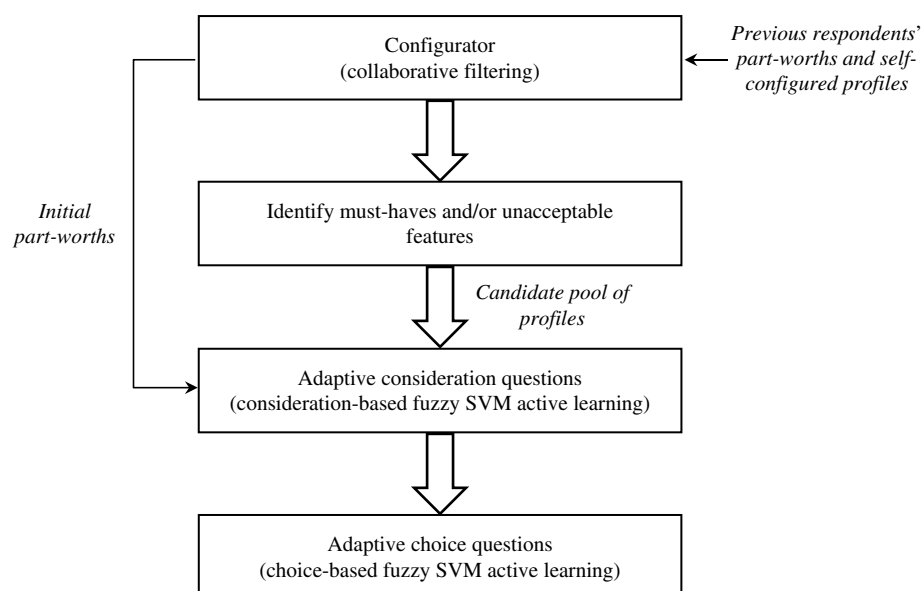 Configurator
(collaborative filtering)
Previous respondents’
part-worths and self-
configured profiles
Identify must-haves and/or unacceptable
features
Initial
part-worths
Candidate pool of
profiles
Adaptive consideration questions
(consideration-based fuzzy SVM active learning)
Adaptive choice questions
(choice-based fuzzy SVM active learning)